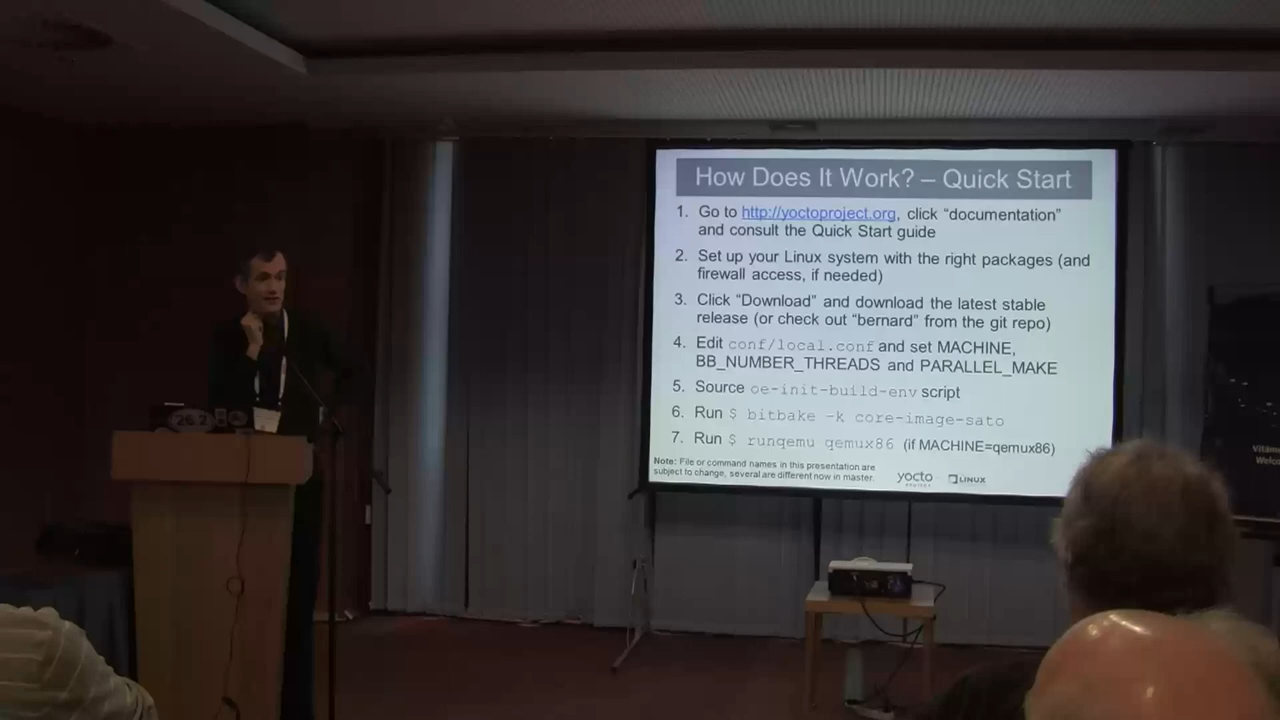 How Does It Work? – Quick Start
1. Go to http://yoctoproject.org, click “documentation”
and consult the Quick Start guide
2. Set up your Linux system with the right packages (and
firewall access, if needed)
3. Click “Download” and download the latest stable
release (or check out “bernard” from the git repo)
4. Edit conf/local.conf and set MACHINE,
BB_NUMBER_THREADS and PARALLEL_MAKE
5. Source oe-init-build-env script
6. Run $ bitbake -k core-image-sato
7. Run $ runqemu qemux86 (if MACHINE=qemux86)
Note: File or command names in this presentation are
subject to change, several are different now in master.
yocto
LINUX
26.2